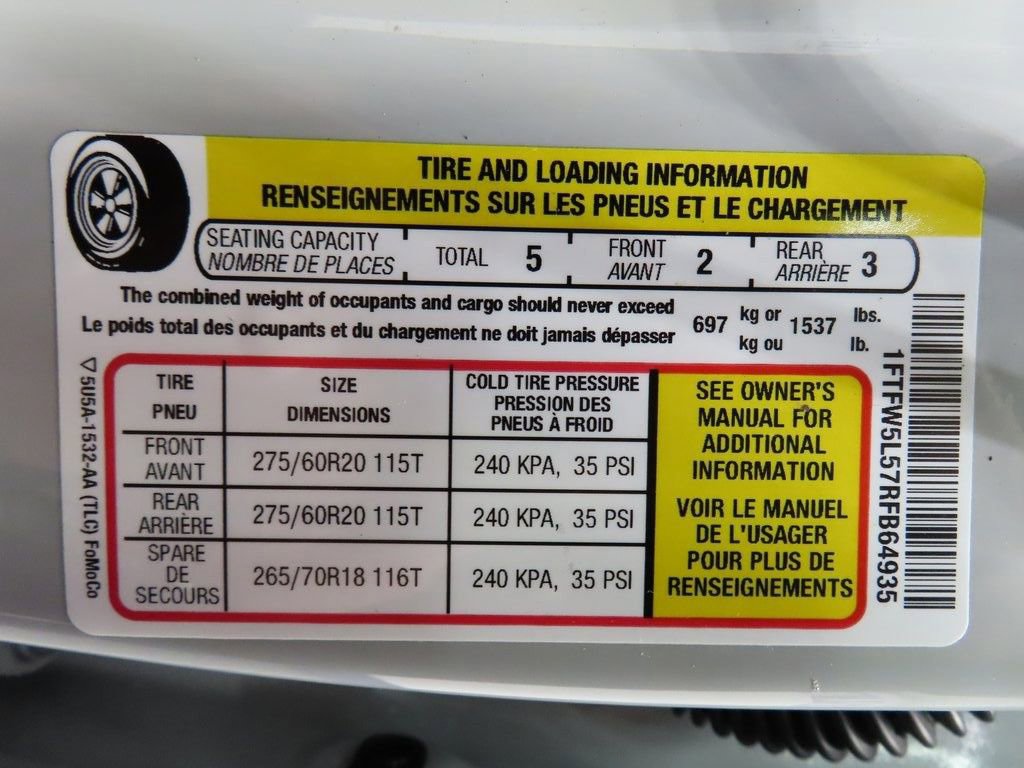 TIRE AND LOADING INFORMATION
RENSEIGNEMENTS SUR LES PNEUS ET LE CHARGEMENT
SEATING CAPACITY
NOMBRE DE PLACES
TOTAL 5
FRONT
AVANT
2
REAR
ARRIÈRE
3
The combined weight of occupants and cargo should never exceed
Le poids total des occupants et du chargement ne doit jamais dépasser
697
kg or
kg ou
1537
lbs.
lb.
TIRE
PNEU
SIZE
DIMENSIONS
COLD TIRE PRESSURE
PRESSION DES
PNEUS À FROID
FRONT
AVANT
275/60R20 115T
240 KPA, 35 PSI
REAR
ARRIÈRE
275/60R20 115T
240 KPA, 35 PSI
SPARE
DE
SECOURS
265/70R18 116T
240 KPA, 35 PSI
SEE OWNER'S
MANUAL FOR
ADDITIONAL
INFORMATION
VOIR LE MANUEL
DE L'USAGER
POUR PLUS DE
RENSEIGNEMENTS
5U5A-1532-AA (TLC) FoMoCo
1FTFW5L57RFB64935